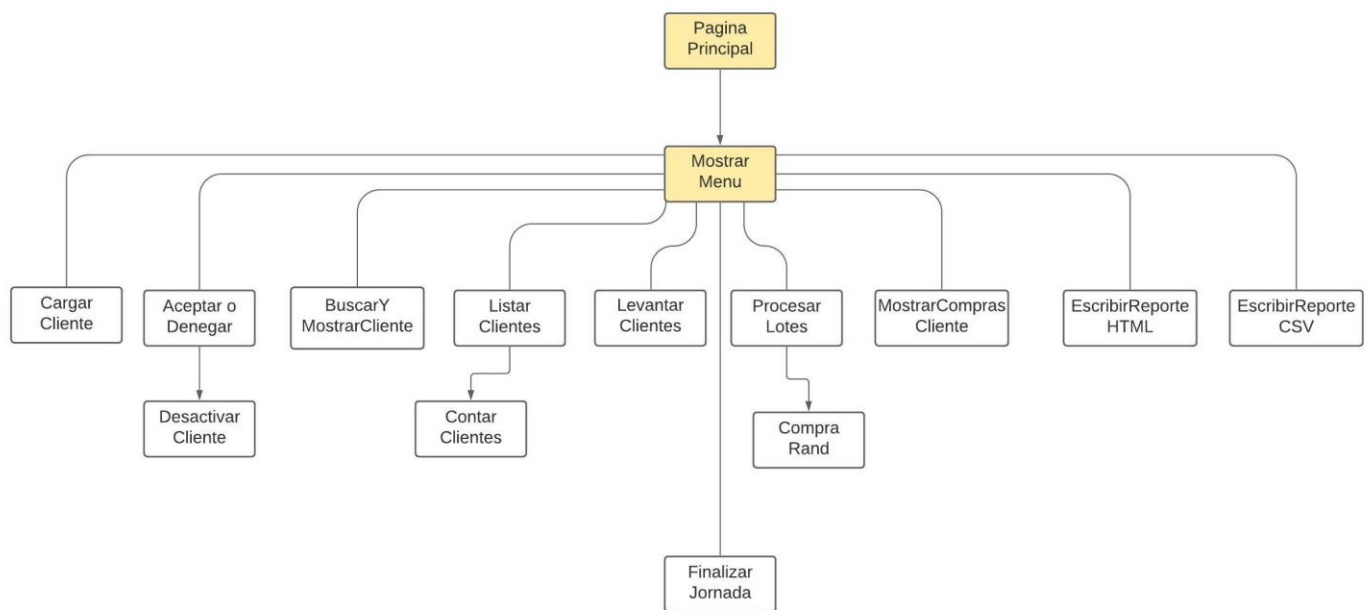 Pagina
Principal
Mostrar
Menu
Cargar
Cliente
Aceptar o
Denegar
BuscarY
MostrarCliente
Listar
Clientes
Levantar
Clientes
Procesar
Lotes
MostrarCompras
Cliente
EscribirReporte
HTML
EscribirReporte
CSV
Desactivar
Cliente
Contar
Clientes
Compra
Rand
Finalizar
Jornada